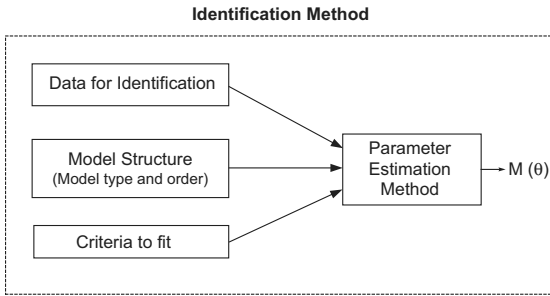 Identification Method
Data for Identification
Model Structure
(Model type and order)
Criteria to fit
Parameter
Estimation
Method
M (θ)